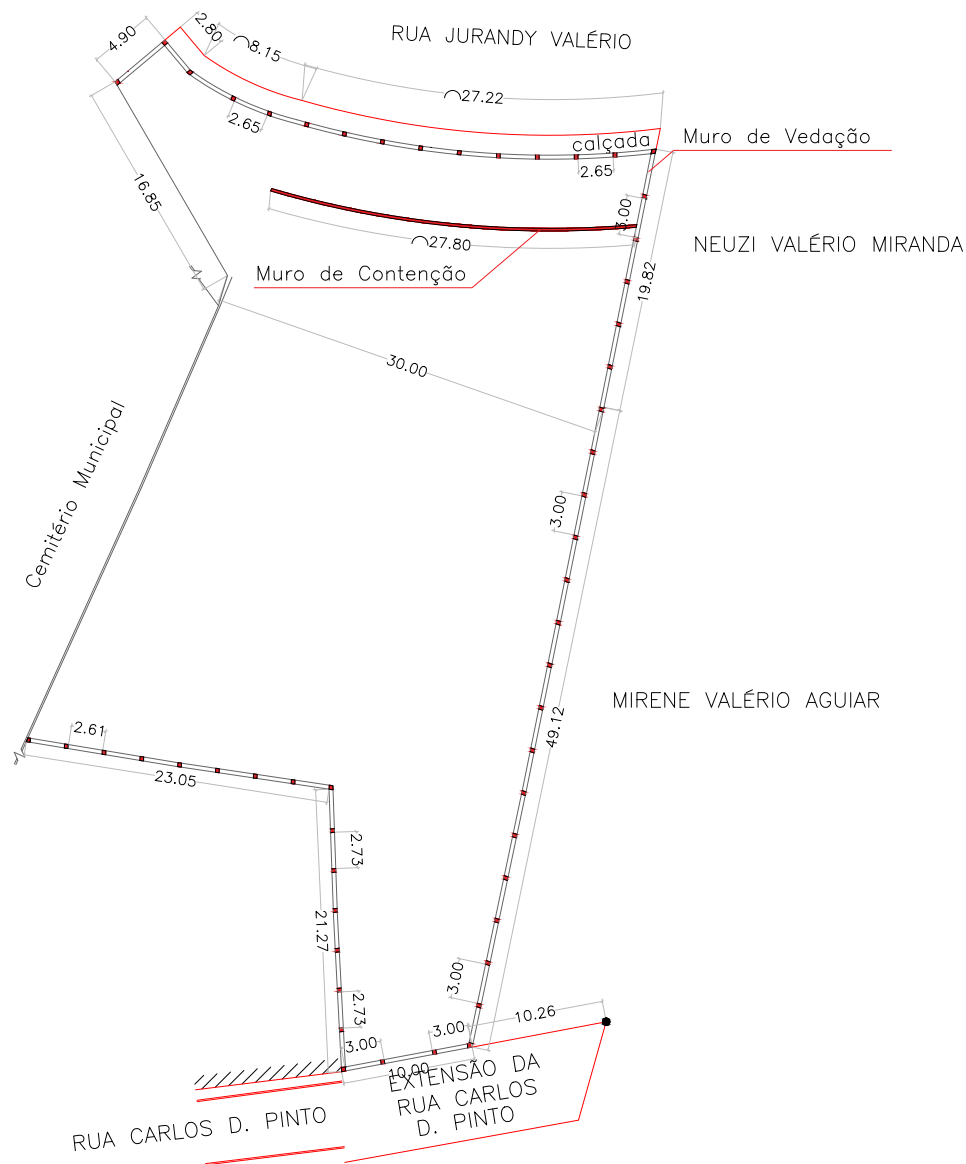 4.90
2.80
⌒8.15
RUA JURANDY VALÉRIO
⌒27.22
2.65
calçada
Muro de Vedação
2.65
16.85
3.00
⌒27.80
NEUZI VALÉRIO MIRANDA
Muro de Contenção
19.82
30.00
Cemitério Municipal
3.00
MIRENE VALÉRIO AGUIAR
49.12
2.61
23.05
2.73
21.27
3.00
2.73
10.26
3.00
3.00
10.00
EXTENSÃO DA
RUA CARLOS
D. PINTO
RUA CARLOS D. PINTO